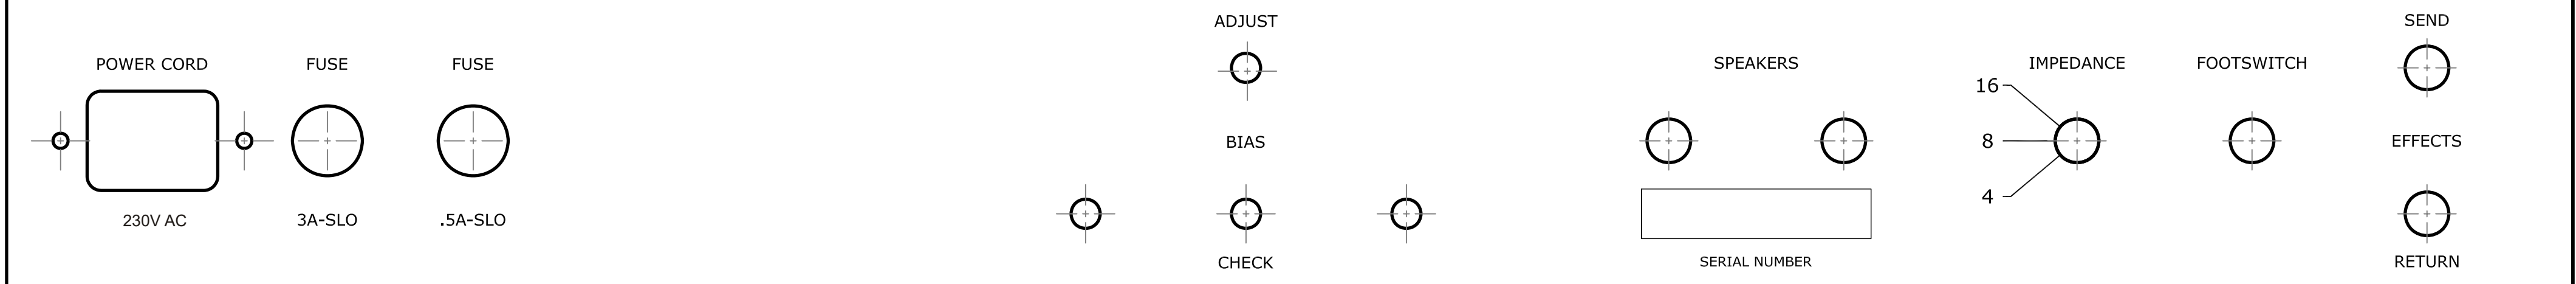 POWER CORD
230V AC
FUSE
3A-SLO
FUSE
.5A-SLO
ADJUST
BIAS
CHECK
SPEAKERS
SERIAL NUMBER
IMPEDANCE
16
8
4
FOOTSWITCH
SEND
EFFECTS
RETURN